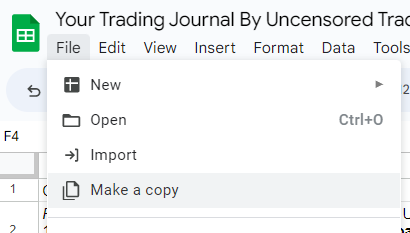 Your Trading Journal By Uncensored Trad
File Edit View Insert Format Data Tools
New
Open Ctrl+O
F4
Import
1
Make a copy
2